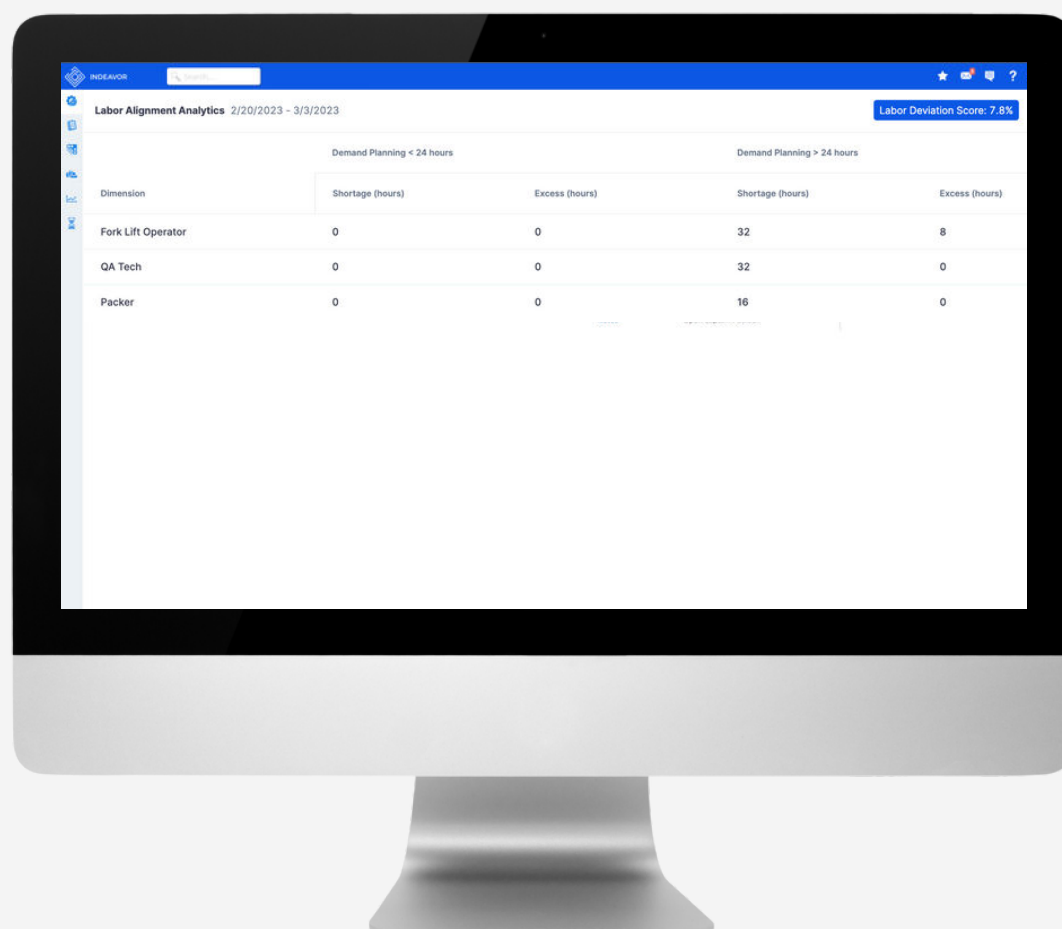 INDEAVOR Search... ?
Labor Alignment Analytics 2/20/2023 - 3/3/2023 Labor Deviation Score: 7.8%
Demand Planning < 24 hours Demand Planning > 24 hours
Dimension Shortage (hours) Excess (hours) Shortage (hours) Excess (hours)
Fork Lift Operator 0 0 32 8
QA Tech 0 0 32 0
Packer 0 0 16 0